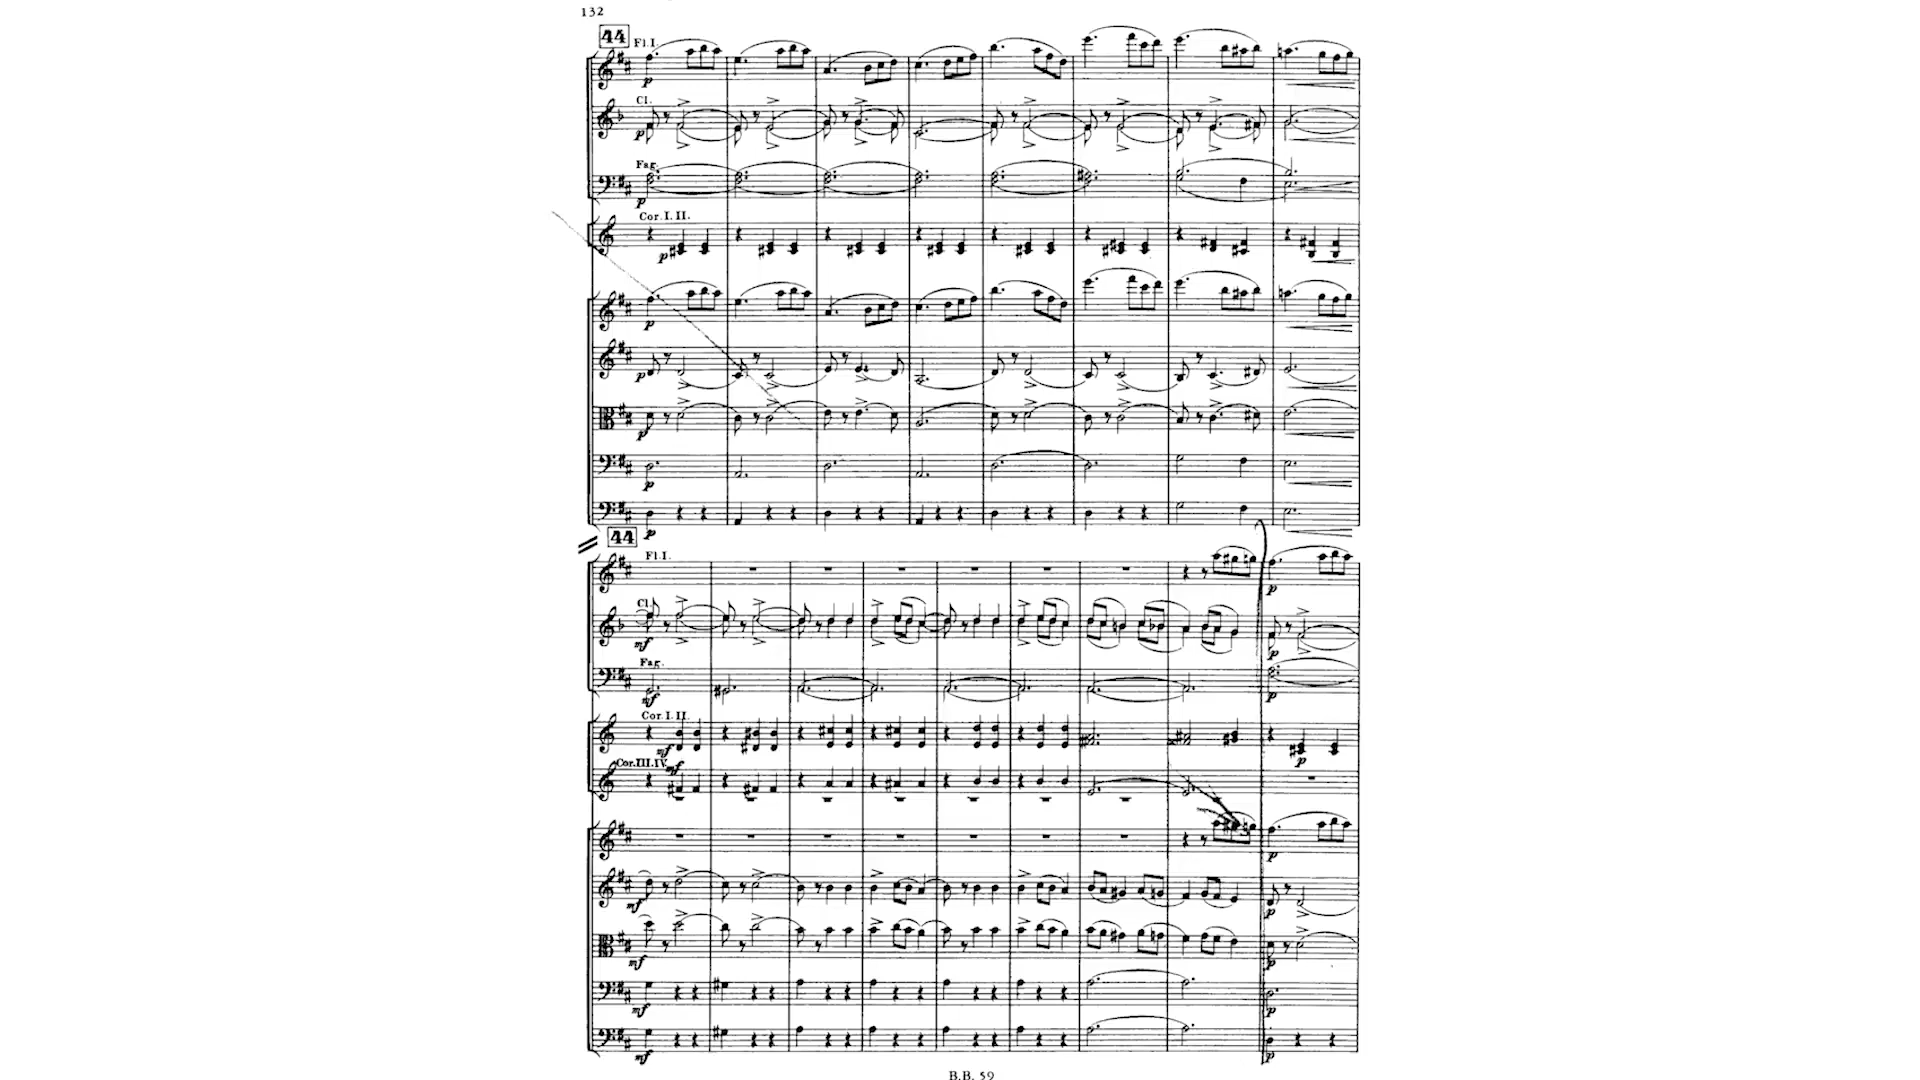 132
44 Fl.I.
p
Cl.
p
Fag.
p
Cor.I.II.
p
p
p
p
p
p
44
Fl.I.
p
Cl.
mf
p
Fag.
mf
p
Cor.I.II.
mf
p
Cor.III.IV.
mf
p
mf
p
mf
p
mf
p
mf
p
B.B. 59